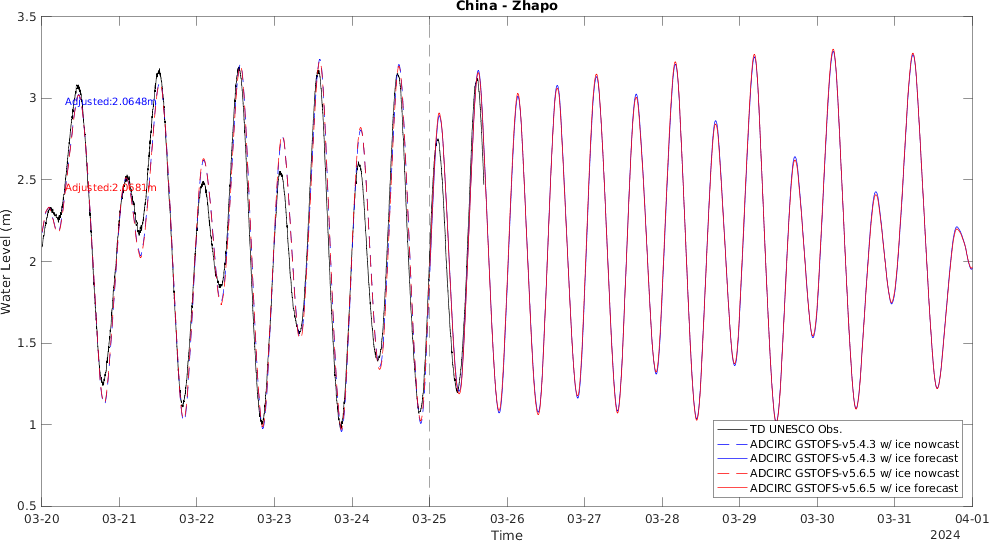 China - Zhapo
3.5
3
2.5
2
1.5
1
0.5
Water Level (m)
Adjusted:2.0648m
Adjusted:2.0681m
TD UNESCO Obs.
ADCIRC GSTOFS-v5.4.3 w/ ice nowcast
ADCIRC GSTOFS-v5.4.3 w/ ice forecast
ADCIRC GSTOFS-v5.6.5 w/ ice nowcast
ADCIRC GSTOFS-v5.6.5 w/ ice forecast
03-20 03-21 03-22 03-23 03-24 03-25 03-26 03-27 03-28 03-29 03-30 03-31 04-01
Time
2024